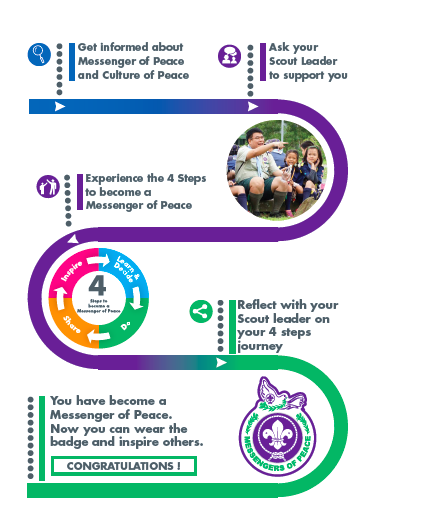 Get informed about
Messenger of Peace
and Culture of Peace
Ask your
Scout Leader
to support you
Experience the 4 Steps
to become a
Messenger of Peace
Inspire
Learn &
Decide
4
Steps to
become a
Messenger of Peace
Share
Do
Reflect with your
Scout leader on
your 4 steps
journey
You have become a
Messenger of Peace.
Now you can wear the
badge and inspire others.
CONGRATULATIONS !
MESSENGERS OF PEACE